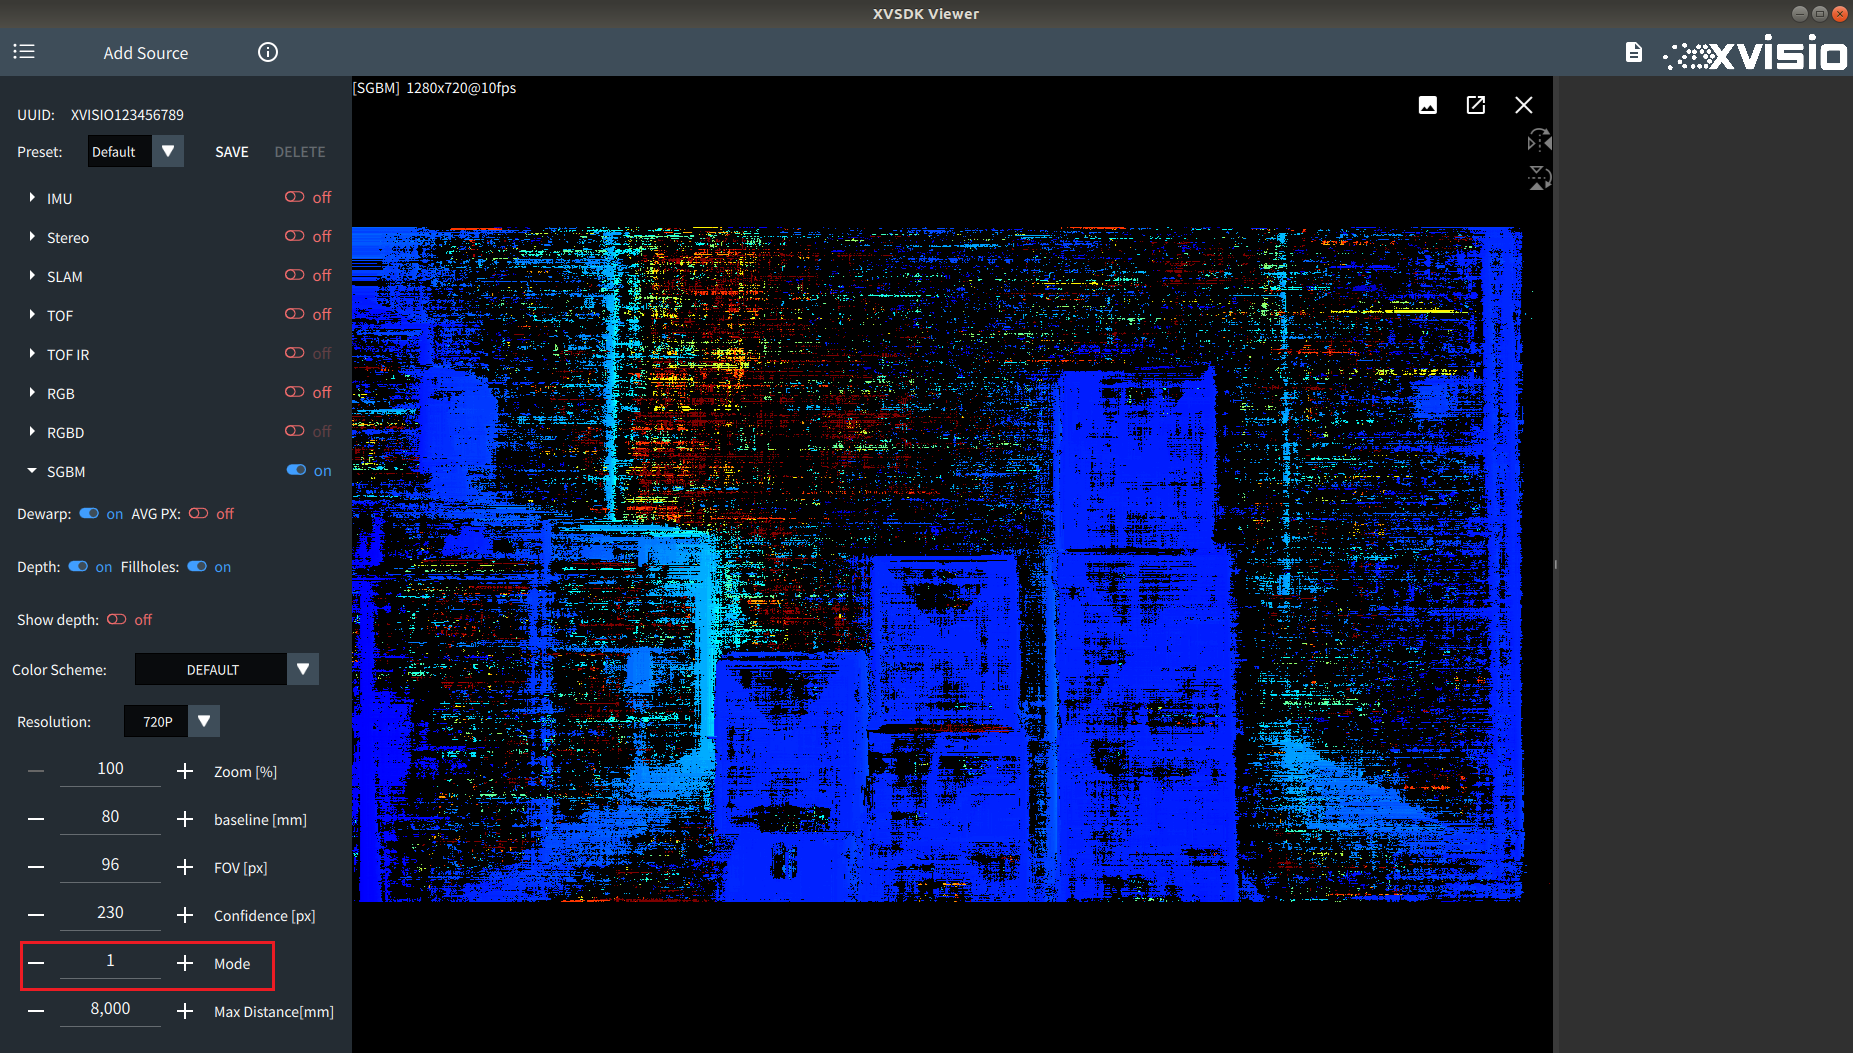 XVSDK Viewer
Add Source
xvisio
UUID: XVISIO123456789
Preset: Default SAVE DELETE
IMU off
Stereo off
SLAM off
TOF off
TOF IR off
RGB off
RGBD off
SGBM on
Dewarp: on AVG PX: off
Depth: on Fillholes: on
Show depth: off
Color Scheme: DEFAULT
Resolution: 720P
100 Zoom [%]
80 baseline [mm]
96 FOV [px]
230 Confidence [px]
1 Mode
8,000 Max Distance[mm]
[SGBM] 1280x720@10fps